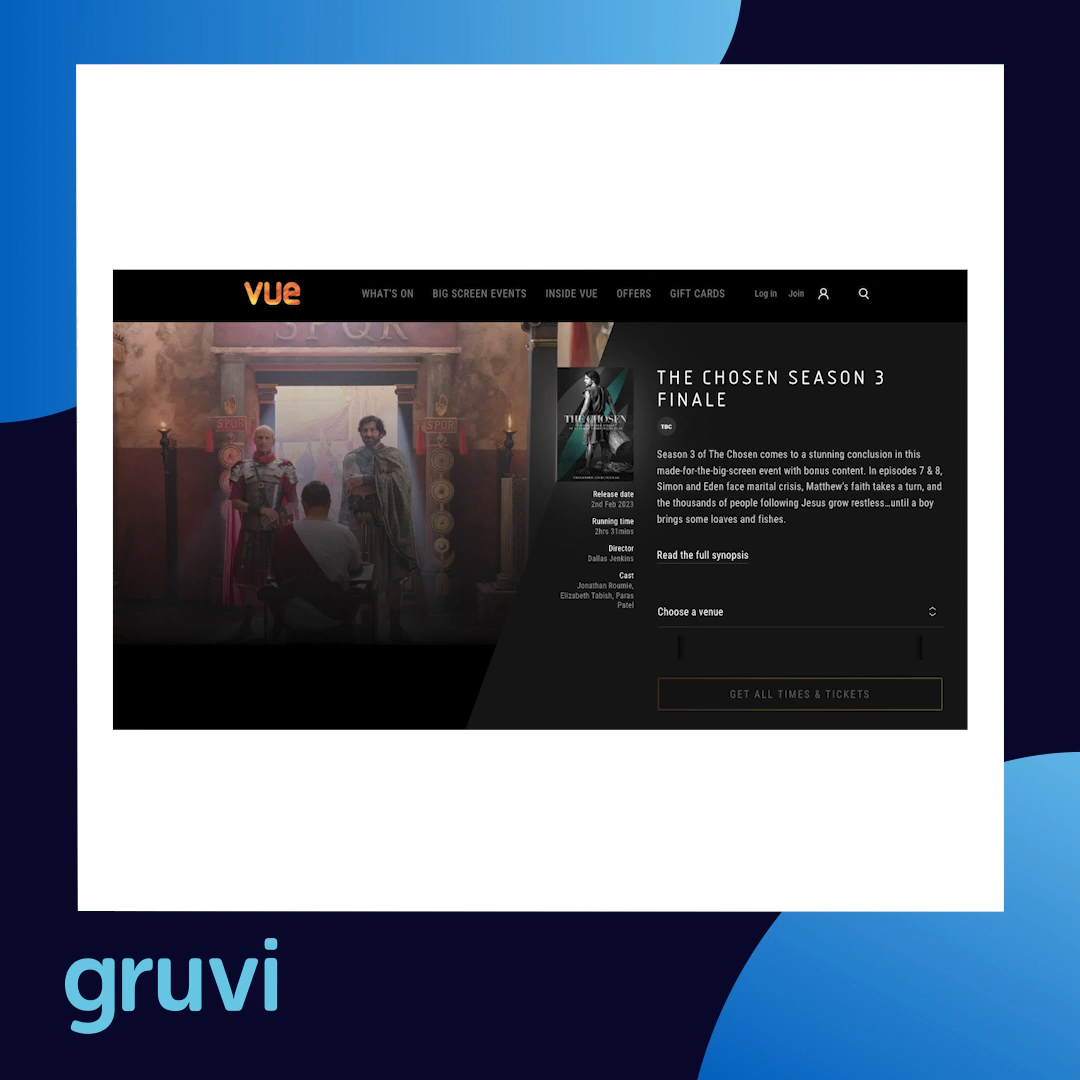 vue
WHAT'S ON
BIG SCREEN EVENTS
INSIDE VUE
OFFERS
GIFT CARDS
Log in
Join
SPQR
SPQR
SPQR
THE CHOSEN
Release date
2nd Feb 2023
Running time
2hrs 31mins
Director
Dallas Jenkins
Cast
Jonathan Roumie,
Elizabeth Tabish, Paras
Patel
THE CHOSEN SEASON 3
FINALE
TBC
Season 3 of The Chosen comes to a stunning conclusion in this
made-for-the-big-screen event with bonus content. In episodes 7 & 8,
Simon and Eden face marital crisis, Matthew's faith takes a turn, and
the thousands of people following Jesus grow restless…until a boy
brings some loaves and fishes.
Read the full synopsis
Choose a venue
GET ALL TIMES & TICKETS
gruvi